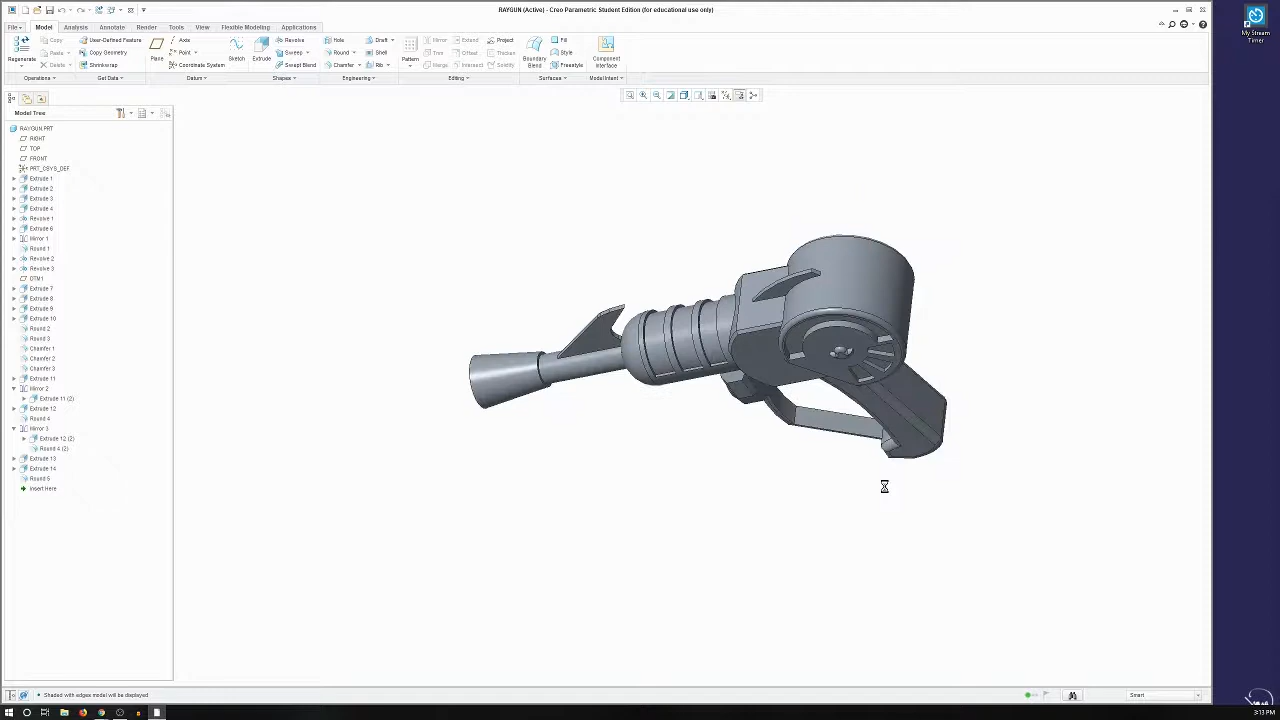 RAYGUN (Active) - Creo Parametric Student Edition (for educational use only)
File
Model
Analysis
Annotate
Render
Tools
View
Flexible Modeling
Applications
Regenerate
Copy
Paste
Delete
User-Defined Feature
Copy Geometry
Shrinkwrap
Plane
Axis
Point
Coordinate System
Sketch
Extrude
Revolve
Sweep
Swept Blend
Hole
Round
Chamfer
Draft
Shell
Rib
Pattern
Mirror
Trim
Merge
Extend
Offset
Intersect
Project
Thicken
Solidify
Boundary
Blend
Fill
Style
Freestyle
Component
Interface
Operations
Get Data
Datum
Shapes
Engineering
Editing
Surfaces
Model Intent
Model Tree
RAYGUN.PRT
RIGHT
TOP
FRONT
PRT_CSYS_DEF
Extrude 1
Extrude 2
Extrude 3
Extrude 4
Revolve 1
Extrude 6
Mirror 1
Round 1
Revolve 2
Revolve 3
DTM1
Extrude 7
Extrude 8
Extrude 9
Extrude 10
Round 2
Round 3
Chamfer 1
Chamfer 2
Chamfer 3
Extrude 11
Mirror 2
Extrude 11 (2)
Extrude 12
Round 4
Mirror 3
Extrude 12 (2)
Round 4 (2)
Extrude 13
Extrude 14
Round 5
Insert Here
Shaded with edges model will be displayed
Smart
My Stream
Timer
3:13 PM